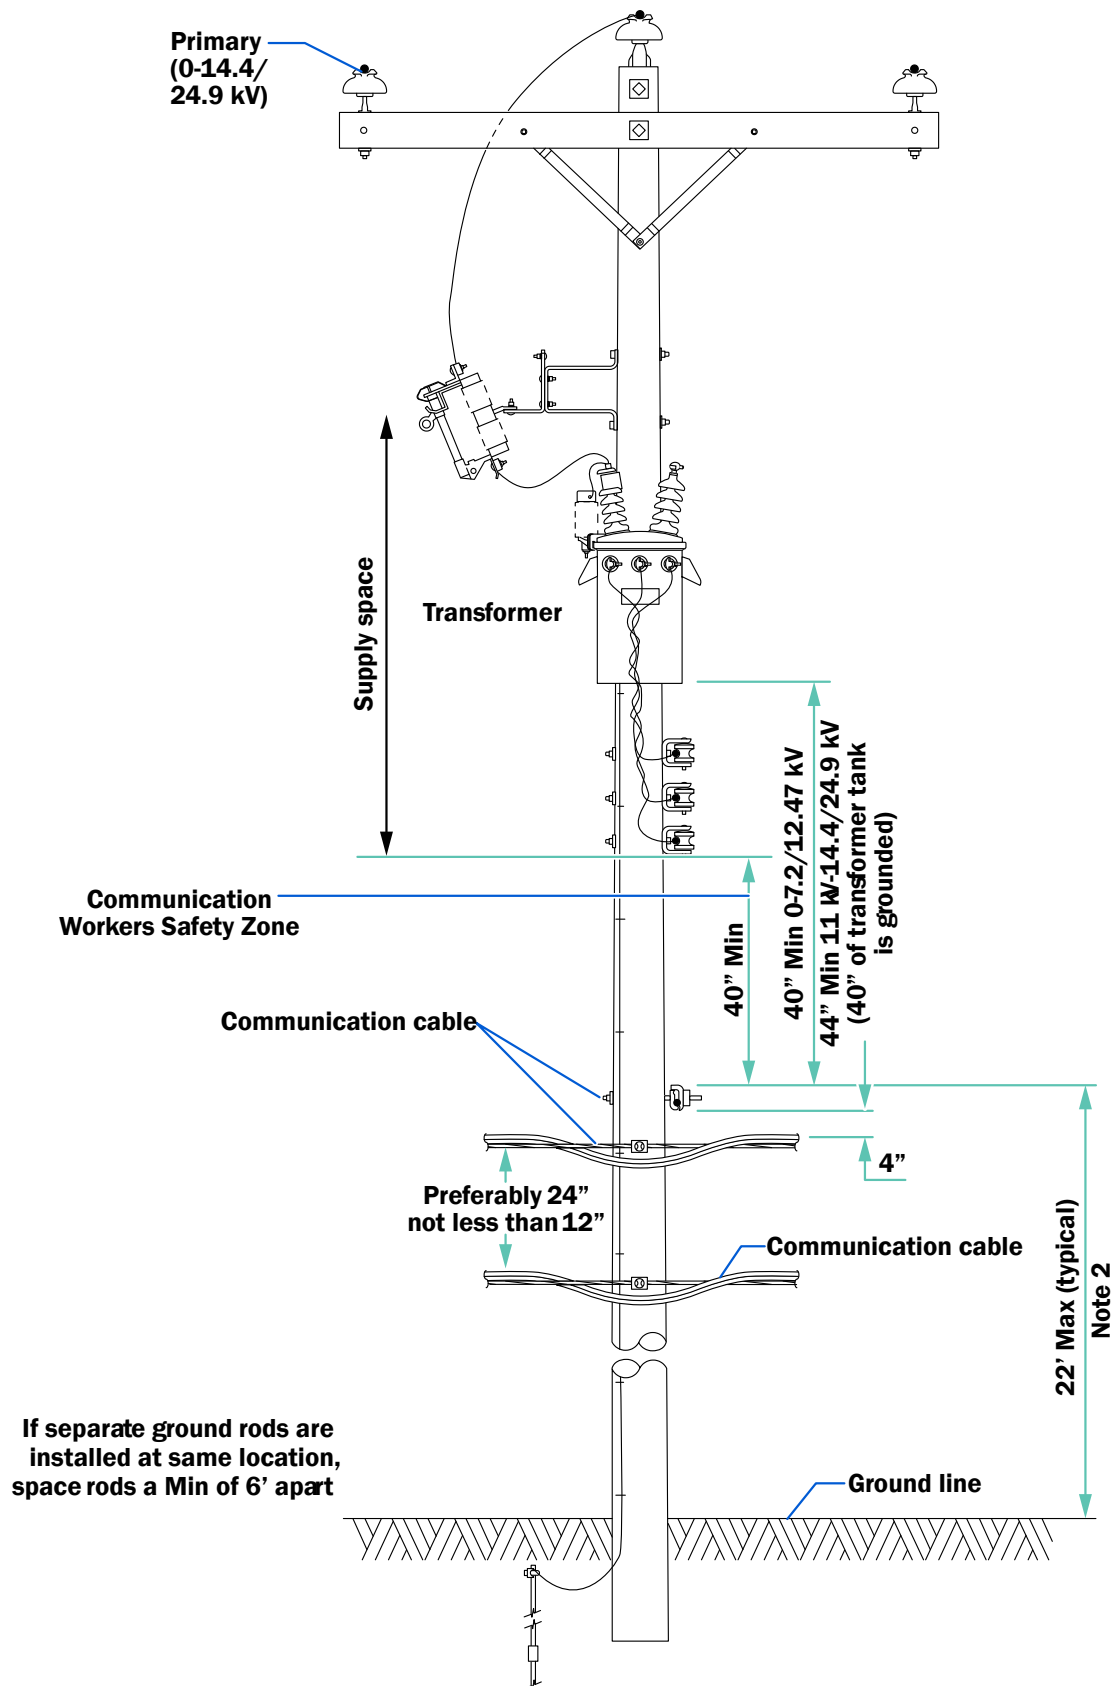 Primary
(0-14.4/
24.9 kV)
Supply space
Transformer
40” Min 0-7.2/12.47 kV
44” Min 11 kV-14.4/24.9 kV
(40” of transformer tank
is grounded)
Communication
Workers Safety Zone
40” Min
Communication cable
4”
Preferably 24”
not less than 12”
Communication cable
22’ Max (typical)
Note 2
If separate ground rods are
installed at same location,
space rods a Min of 6’ apart
Ground line